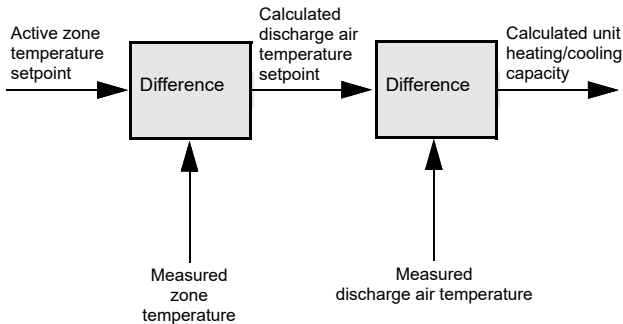 Active zone
temperature
setpoint
Difference
Calculated
discharge air
temperature
setpoint
Difference
Calculated unit
heating/cooling
capacity
Measured
zone
temperature
Measured
discharge air temperature